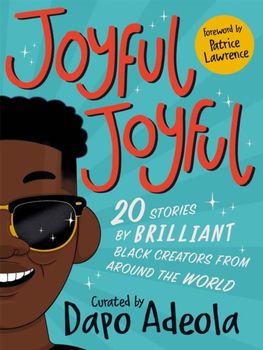 Joyful
Joyful
Foreword by
Patrice
Lawrence
20 STORIES
BY BRILLIANT
BLACK CREATORS FROM
AROUND THE WORLD
Curated by
Dapo Adeola